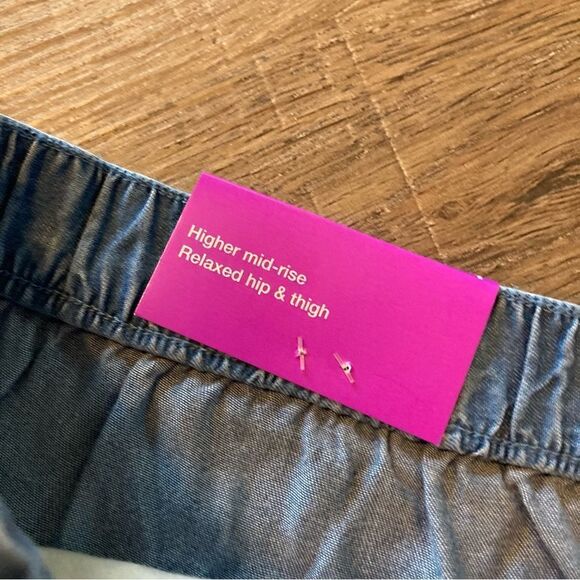 Higher mid-rise
Relaxed hip & thigh